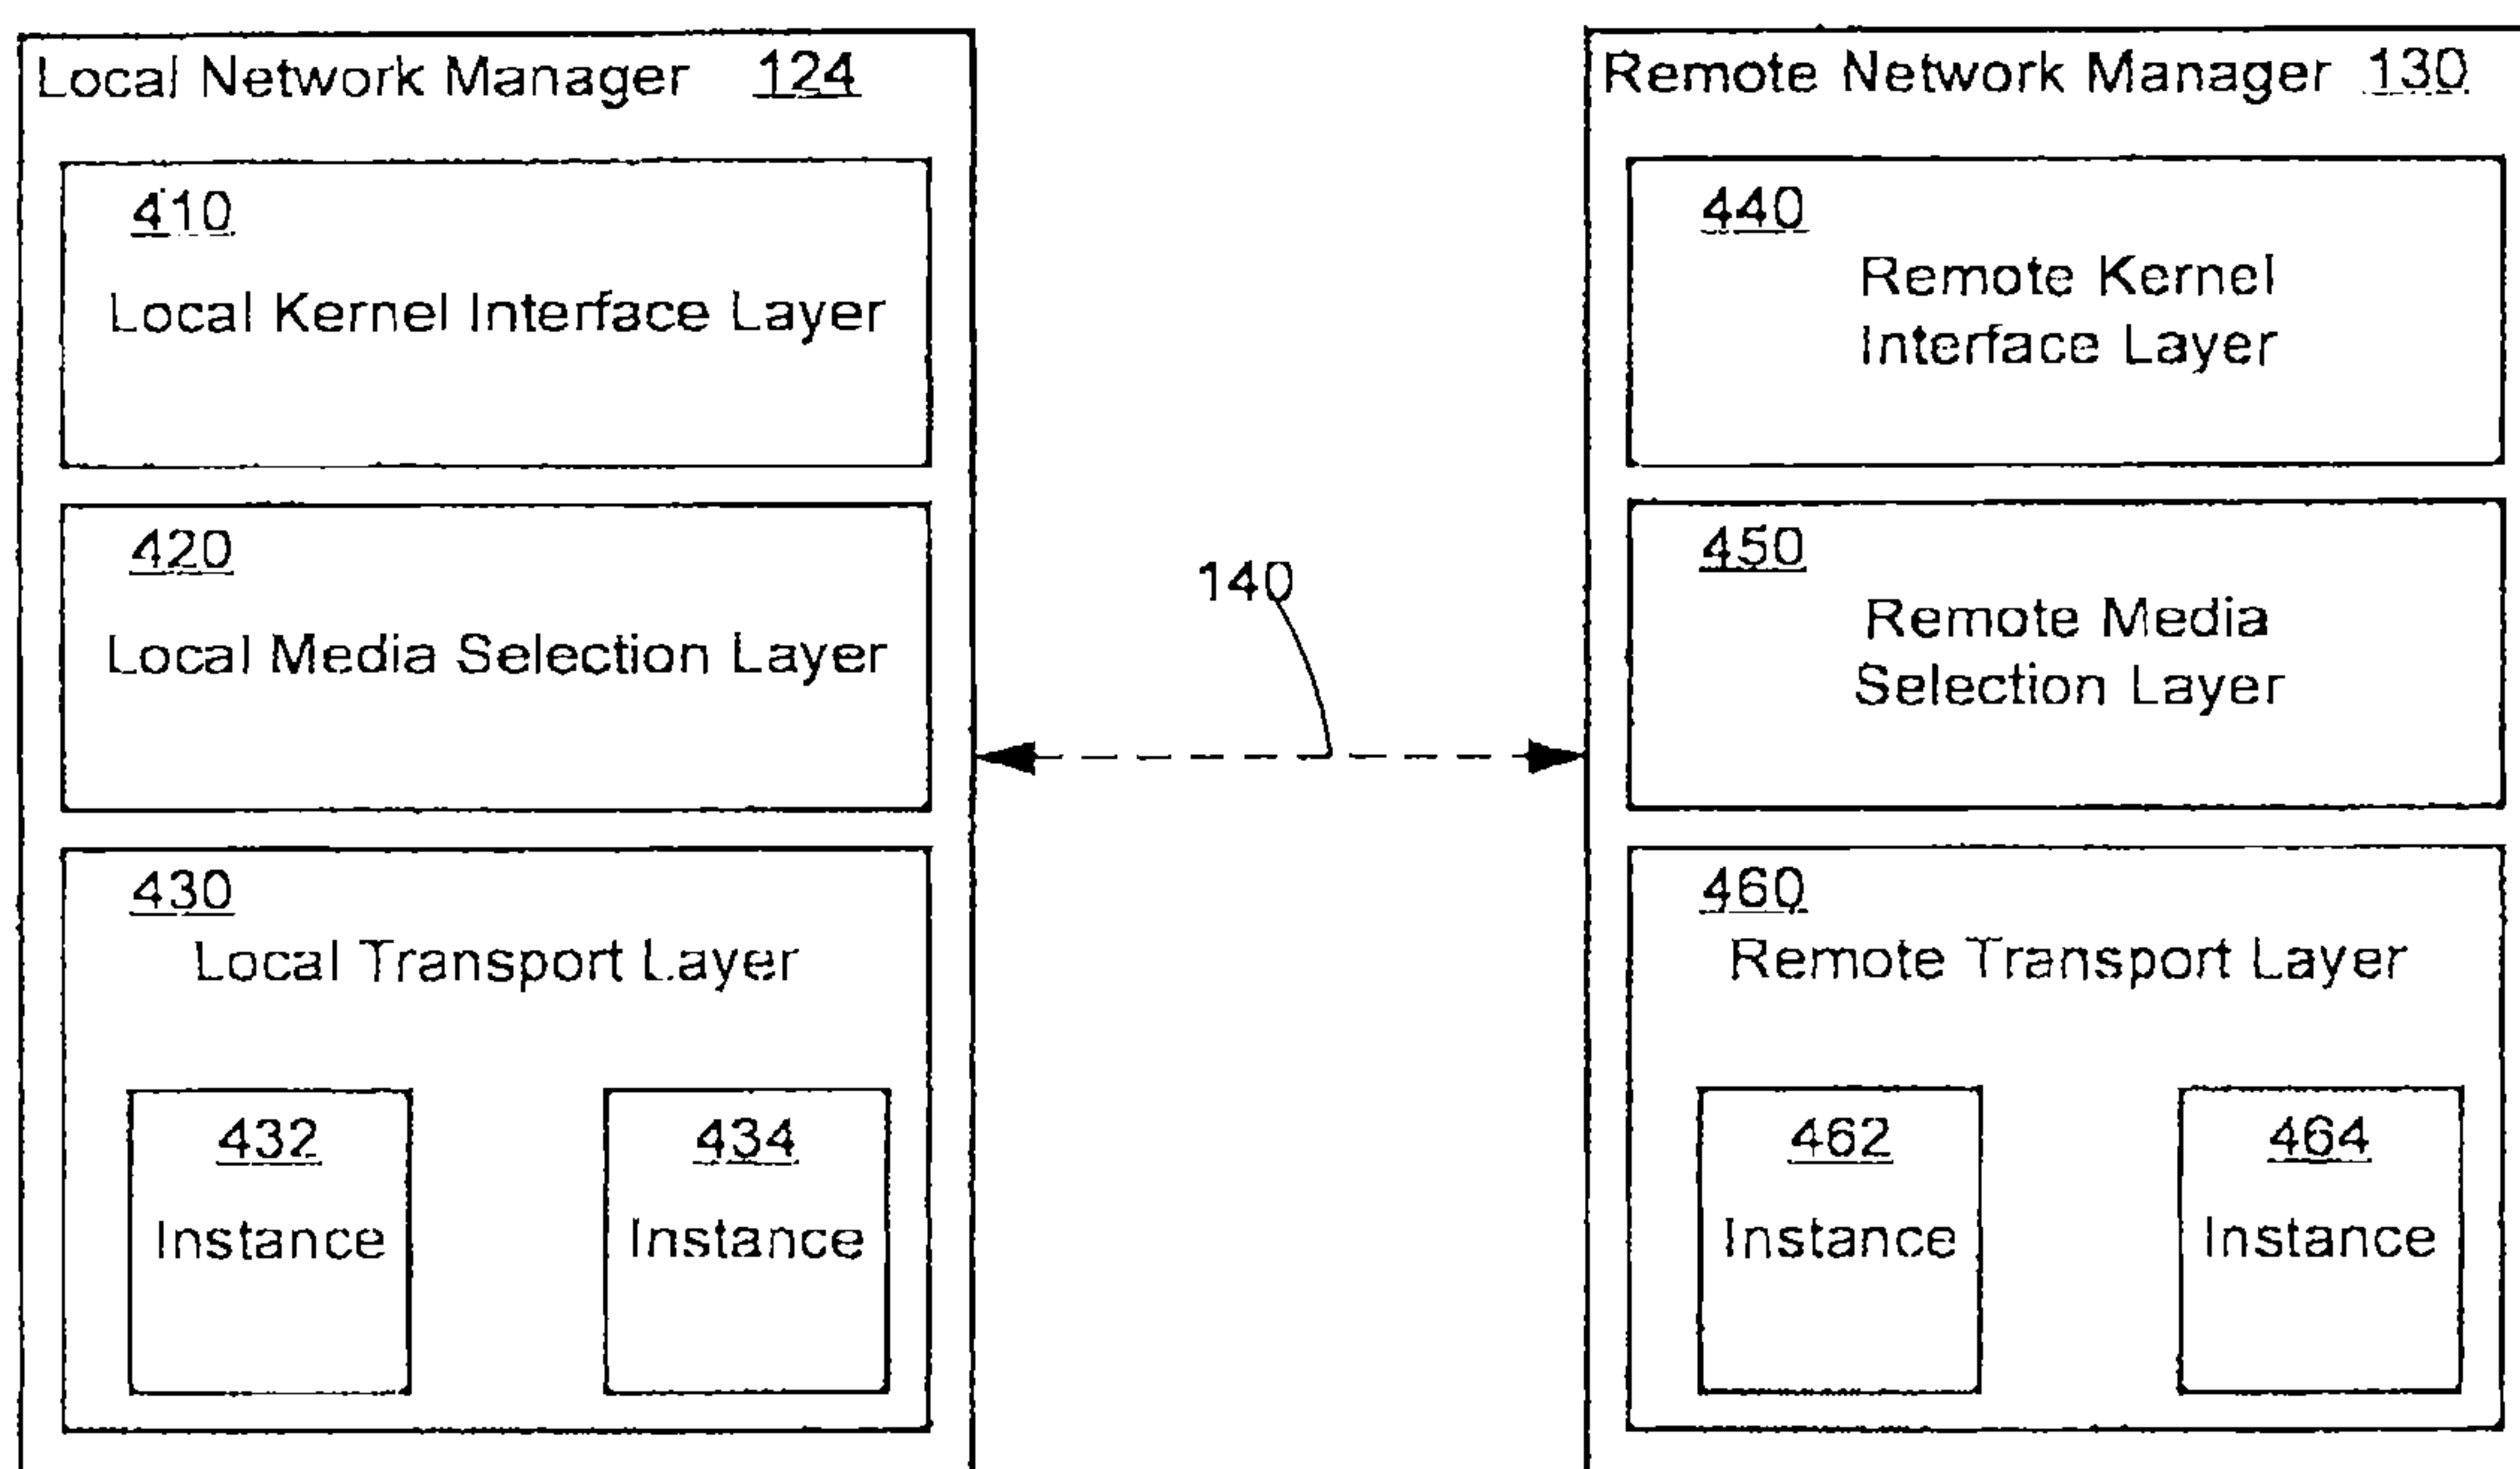 Local Network Manager 124
410
Local Kernel Interface Layer
420
Local Media Selection Layer
430
Local Transport Layer
432
Instance
434
Instance
140
Remote Network Manager 130
440
Remote Kernel
Interface Layer
450
Remote Media
Selection Layer
460
Remote Transport Layer
462
Instance
464
Instance